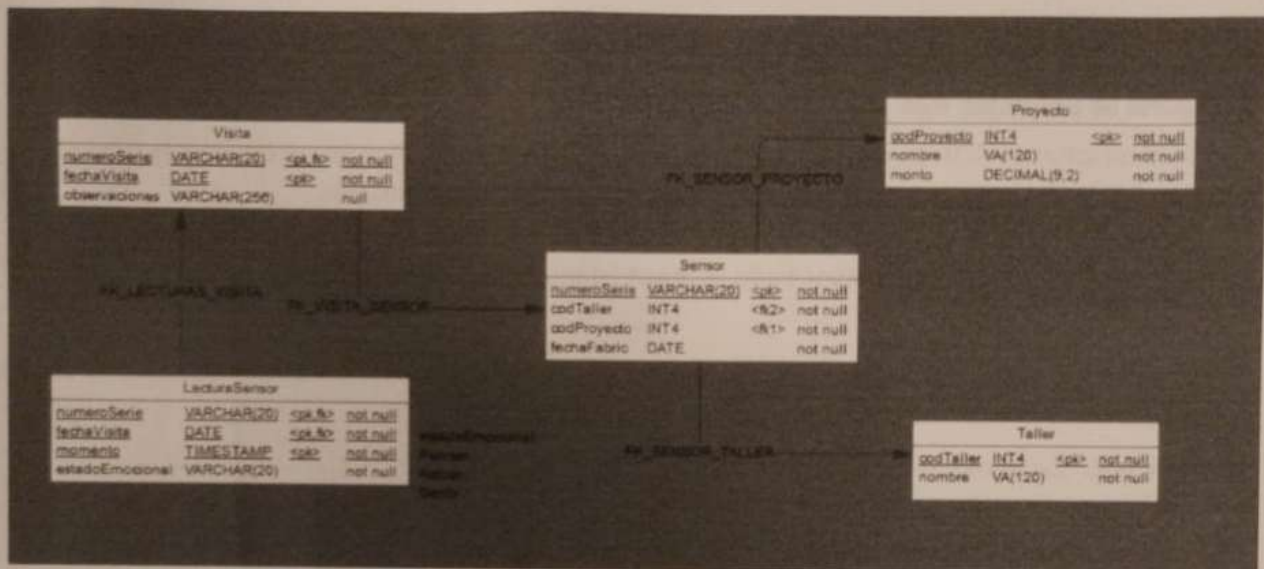 Visita
numeroSerie VARCHAR(20) <pk,fk> not null
fechaVisita DATE <pk> not null
observaciones VARCHAR(256) null
Proyecto
codProyecto INT4 <pk> not null
nombre VA(120) not null
monto DECIMAL(9,2) not null
FK_SENSOR_PROYECTO
Sensor
numeroSerie VARCHAR(20) <pk> not null
codTaller INT4 <fk2> not null
codProyecto INT4 <fk1> not null
fechaFabric DATE not null
FK_LECTURAS_VISITA
FK_VISITA_SENSOR
LecturaSensor
numeroSerie VARCHAR(20) <pk,fk> not null
fechaVisita DATE <pk,fk> not null
momento TIMESTAMP <pk> not null
estadoEmocional VARCHAR(20) not null
estadoEmocional
FK_SENSOR_TALLER
Taller
codTaller INT4 <pk> not null
nombre VA(120) not null